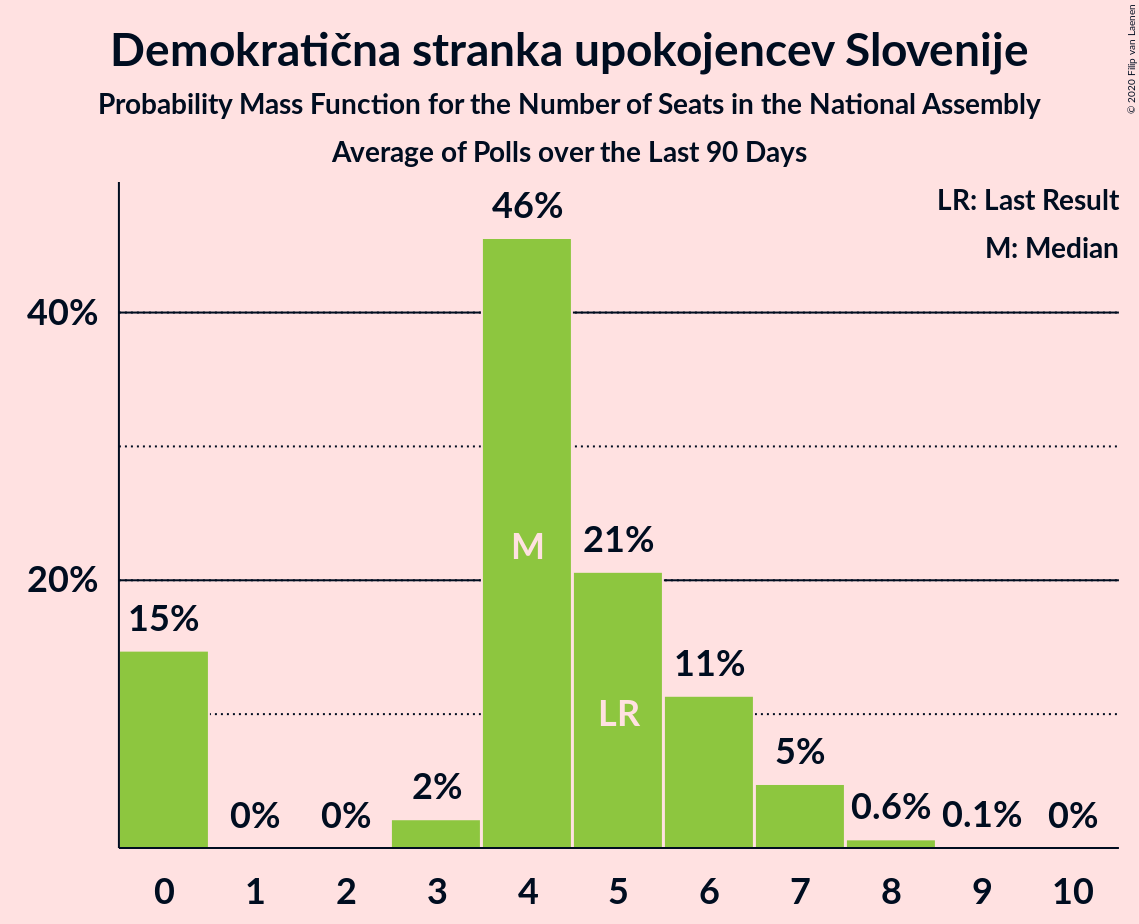 Demokratična stranka upokojencev Slovenije
Probability Mass Function for the Number of Seats in the National Assembly
Average of Polls over the Last 90 Days
© 2020 Filip van Laenen
LR: Last Result
M: Median
46%
40%
M
21%
20%
15%
11%
LR
5%
2%
0%
0%
0.6%
0.1%
0%
0 1 2 3 4 5 6 7 8 9 10